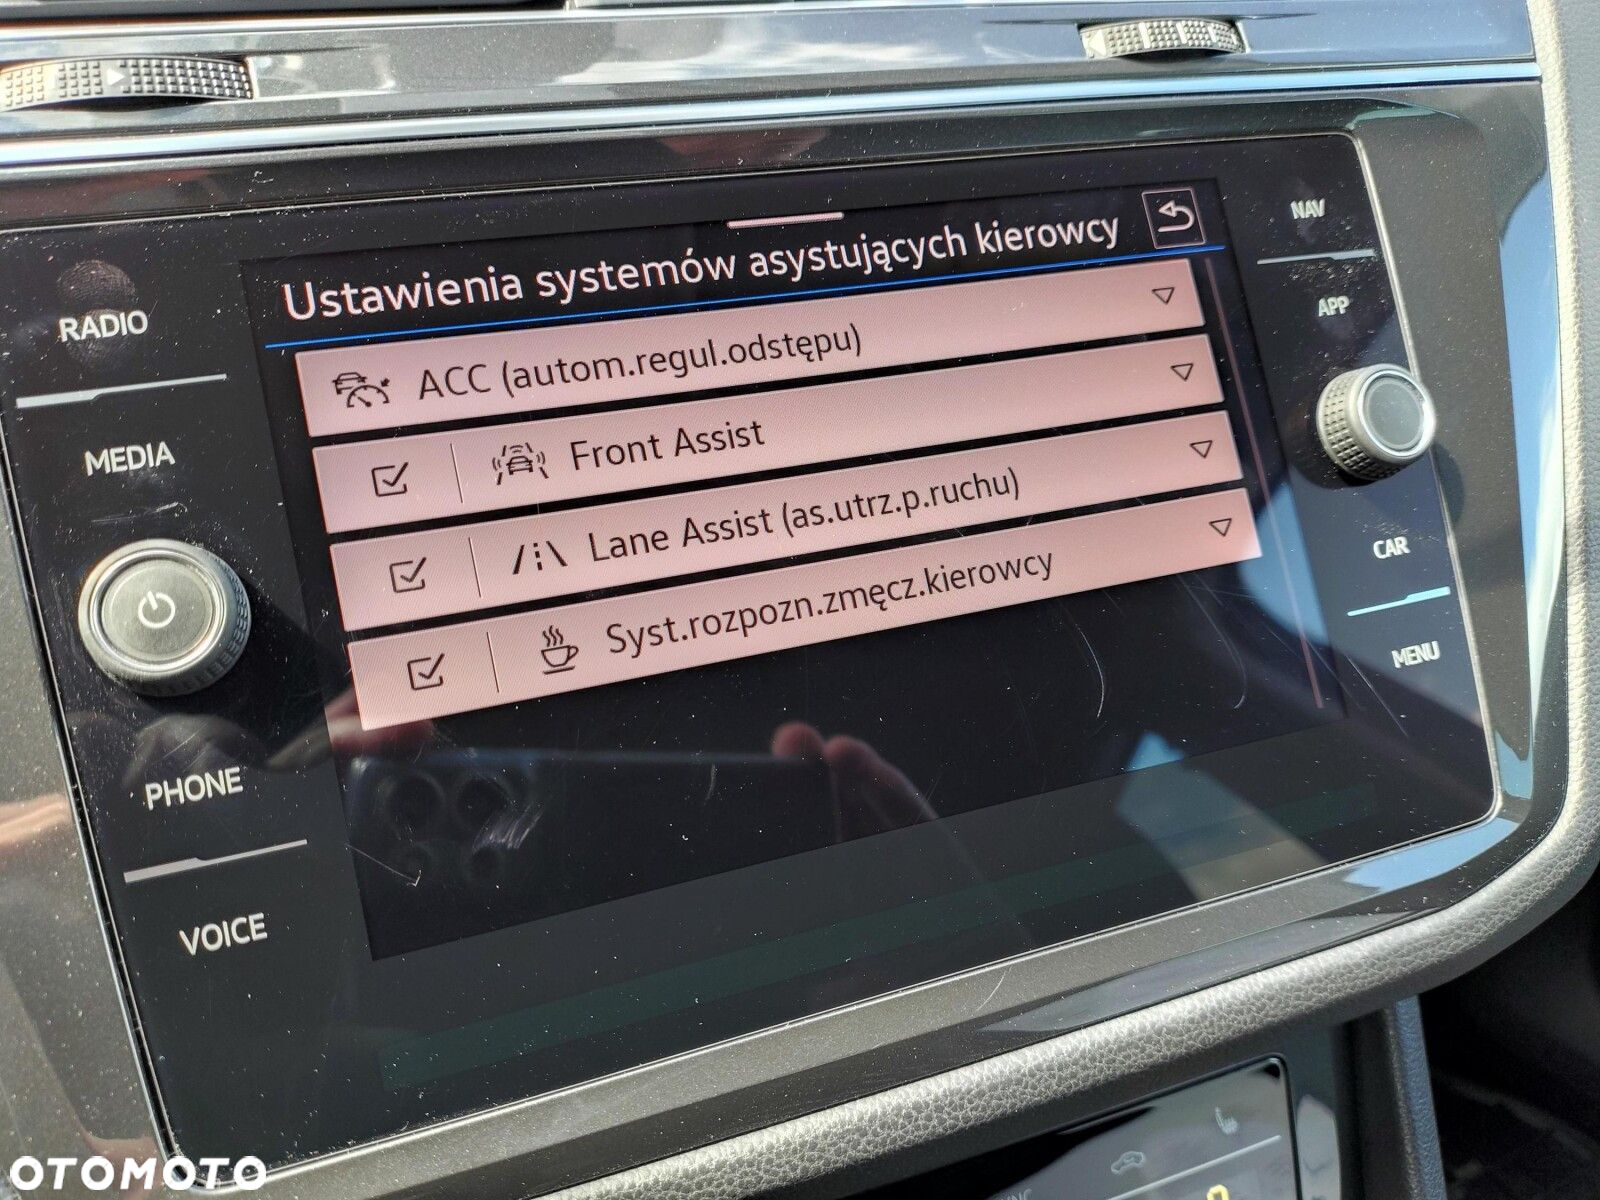 Ustawienia systemów asystujących kierowcy
ACC (autom.regul.odstępu)
Front Assist
Lane Assist (as.utrz.p.ruchu)
Syst.rozpozn.zmęcz.kierowcy
RADIO
MEDIA
PHONE
VOICE
NAV
APP
CAR
MENU
OTOMOTO